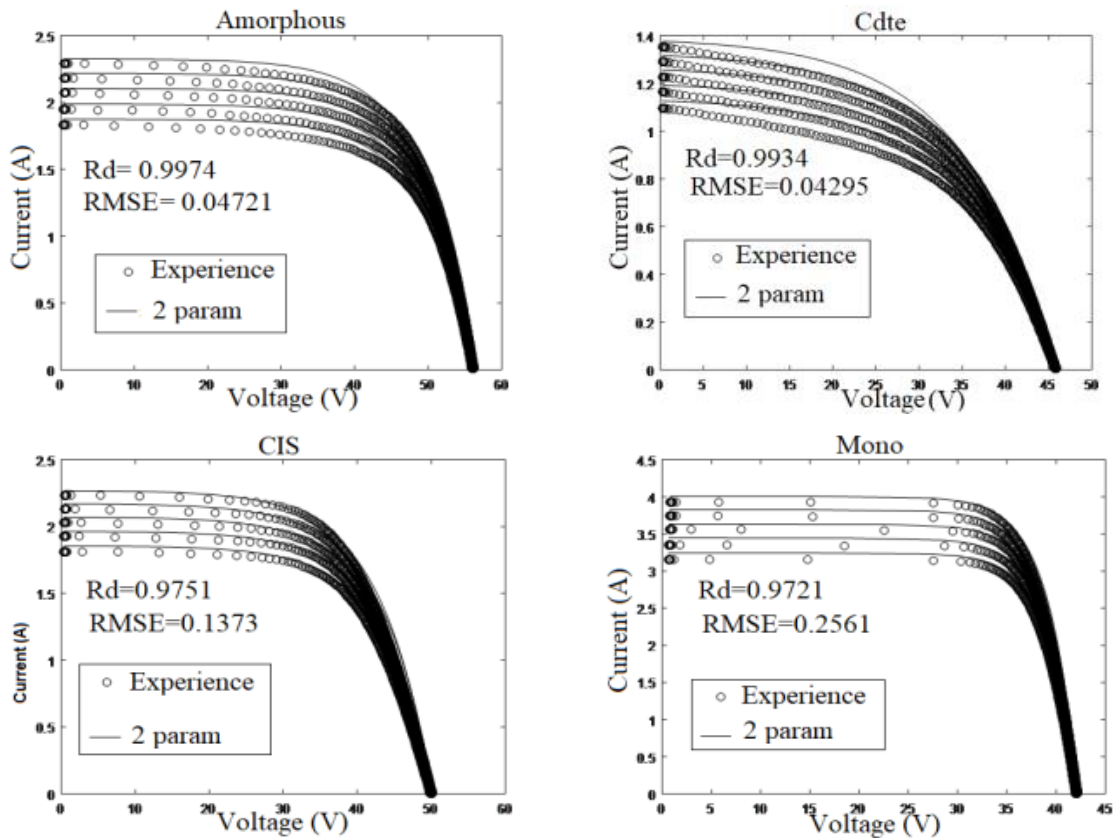 Amorphous
2.5
2
1.5
1
0.5
0
Current (A)
Rd= 0.9974
RMSE= 0.04721
Experience
2 param
0 10 20 30 40 50 60
Voltage (V)
Cdte
1.4
1.2
1
0.8
0.6
0.4
0.2
0
Current (A)
Rd=0.9934
RMSE=0.04295
Experience
2 param
0 5 10 15 20 25 30 35 40 45 50
Voltage (V)
CIS
2.5
2
1.5
1
0.5
0
Current (A)
Rd=0.9751
RMSE=0.1373
Experience
2 param
0 10 20 30 40 50 60
Voltage (V)
Mono
4.5
4
3.5
3
2.5
2
1.5
1
0.5
0
Current (A)
Rd=0.9721
RMSE=0.2561
Experience
2 param
0 5 10 15 20 25 30 35 40 45
Voltage (V)